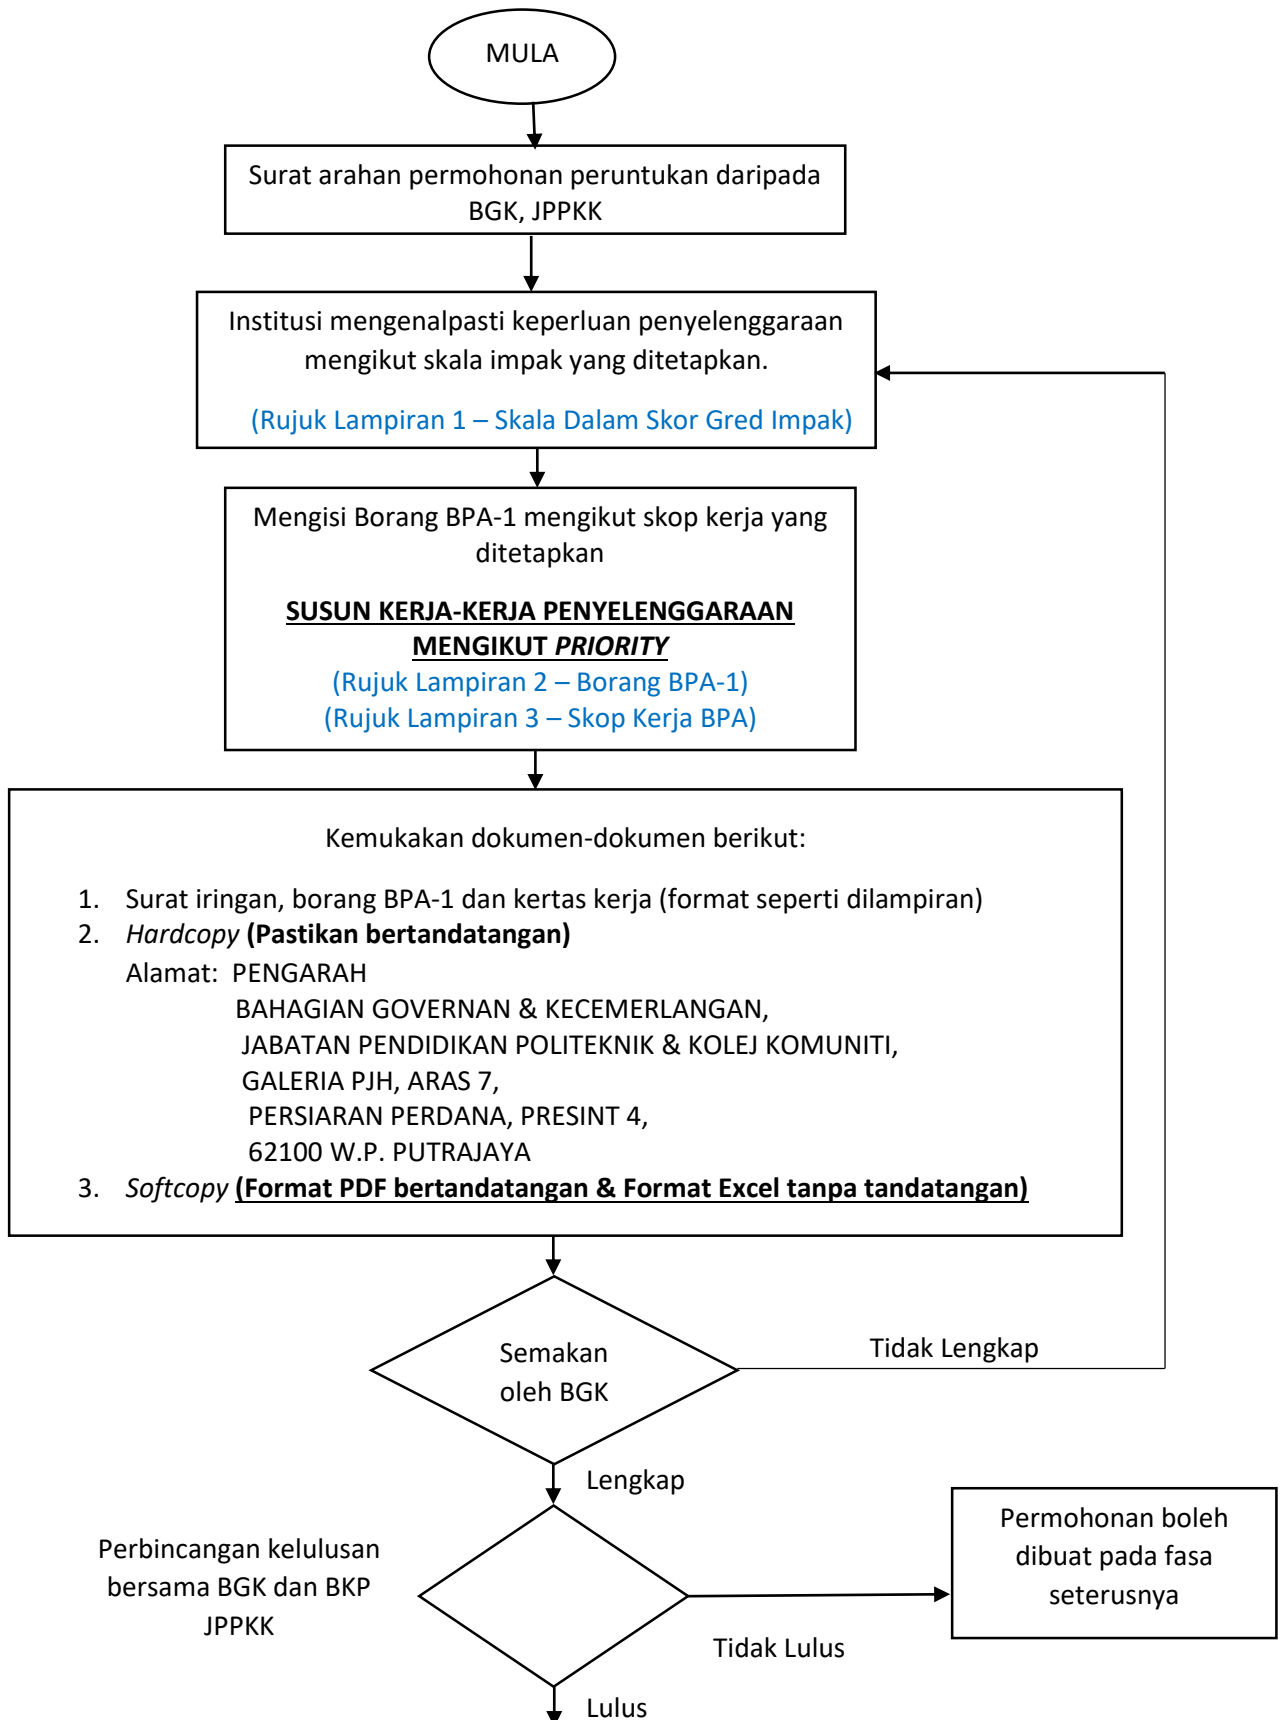 MULA
Surat arahan permohonan peruntukan daripada
BGK, JPPKK
Institusi mengenalpasti keperluan penyelenggaraan
mengikut skala impak yang ditetapkan.
(Rujuk Lampiran 1 – Skala Dalam Skor Gred Impak)
Mengisi Borang BPA-1 mengikut skop kerja yang
ditetapkan
SUSUN KERJA-KERJA PENYELENGGARAAN
MENGIKUT PRIORITY
(Rujuk Lampiran 2 – Borang BPA-1)
(Rujuk Lampiran 3 – Skop Kerja BPA)
Kemukakan dokumen-dokumen berikut:
1. Surat iringan, borang BPA-1 dan kertas kerja (format seperti dilampiran)
2. Hardcopy (Pastikan bertandatangan)
Alamat: PENGARAH
BAHAGIAN GOVERNAN & KECEMERLANGAN,
JABATAN PENDIDIKAN POLITEKNIK & KOLEJ KOMUNITI,
GALERIA PJH, ARAS 7,
PERSIARAN PERDANA, PRESINT 4,
62100 W.P. PUTRAJAYA
3. Softcopy (Format PDF bertandatangan & Format Excel tanpa tandatangan)
Semakan
oleh BGK
Tidak Lengkap
Lengkap
Perbincangan kelulusan
bersama BGK dan BKP
JPPKK
Tidak Lulus
Permohonan boleh
dibuat pada fasa
seterusnya
Lulus